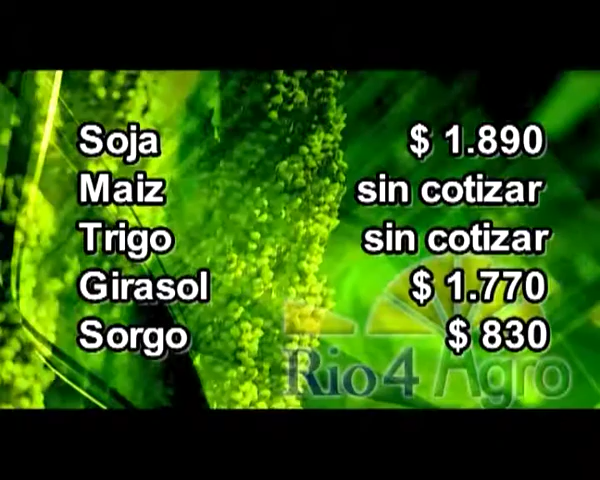 Soja $ 1.890
Maiz sin cotizar
Trigo sin cotizar
Girasol $ 1.770
Sorgo $ 830
Rio4 Agro